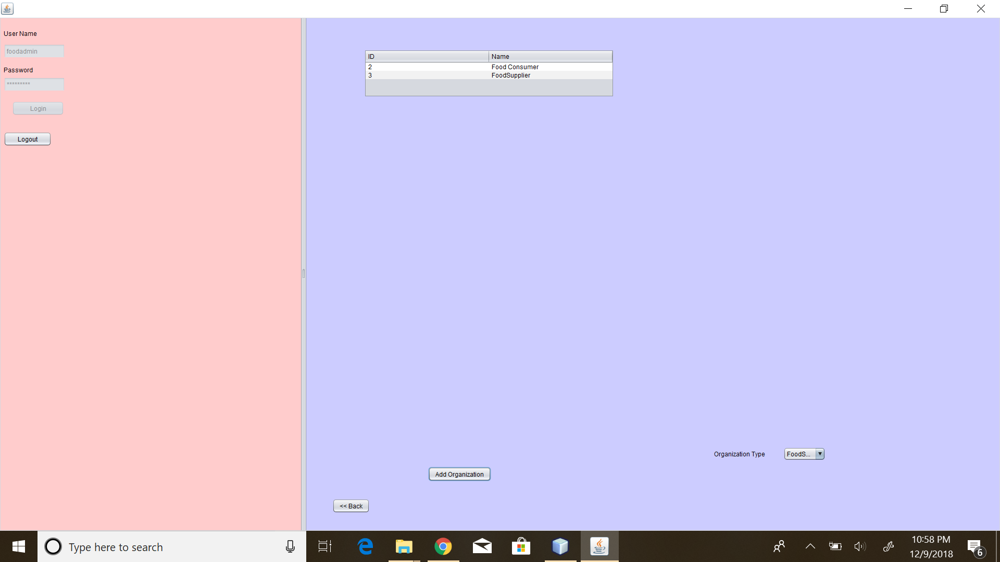 User Name
foodadmin
Password
*********
Login
Logout
ID Name
2 Food Consumer
3 FoodSupplier
Organization Type FoodS...
Add Organization
<< Back
Type here to search
10:58 PM
12/9/2018
6